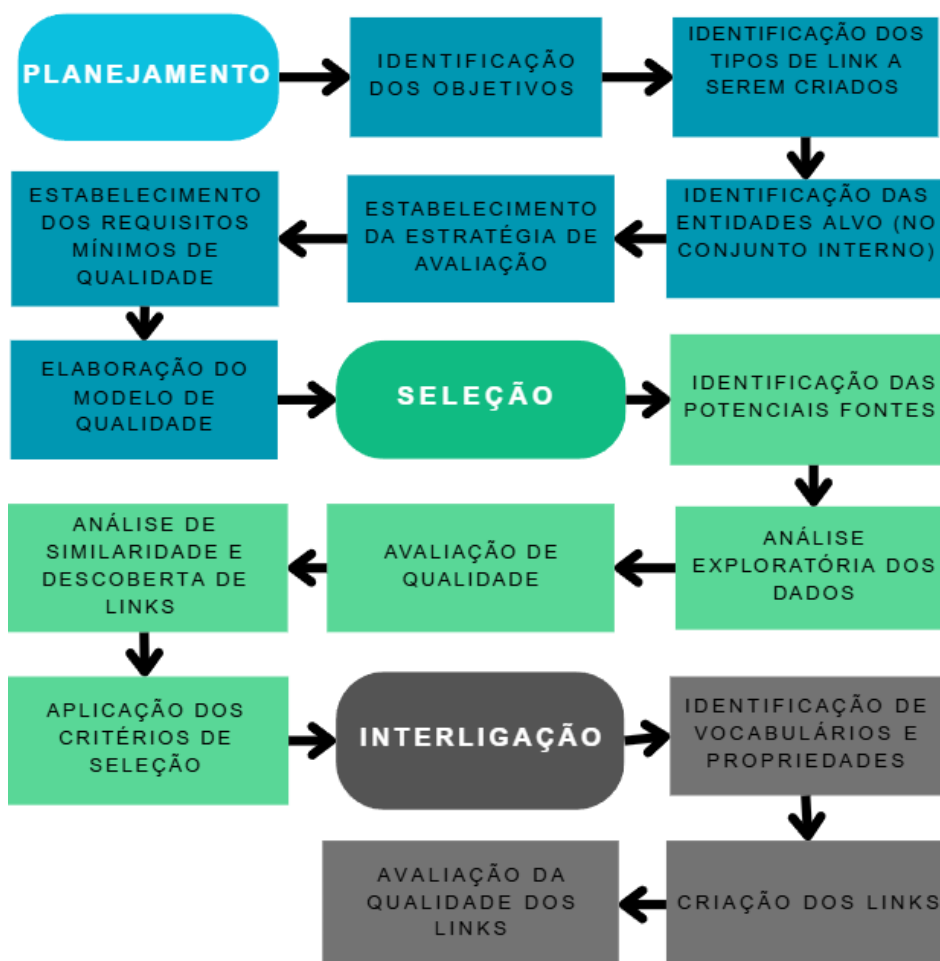 PLANEJAMENTO
IDENTIFICAÇÃO
DOS OBJETIVOS
IDENTIFICAÇÃO DOS
TIPOS DE LINK A
SEREM CRIADOS
IDENTIFICAÇÃO DAS
ENTIDADES ALVO (NO
CONJUNTO INTERNO)
ESTABELECIMENTO
DA ESTRATÉGIA DE
AVALIAÇÃO
ESTABELECIMENTO
DOS REQUISITOS
MÍNIMOS DE
QUALIDADE
ELABORAÇÃO DO
MODELO DE
QUALIDADE
SELEÇÃO
IDENTIFICAÇÃO DAS
POTENCIAIS FONTES
ANÁLISE
EXPLORATÓRIA DOS
DADOS
AVALIAÇÃO DE
QUALIDADE
ANÁLISE DE
SIMILARIDADE E
DESCOBERTA DE
LINKS
APLICAÇÃO DOS
CRITÉRIOS DE
SELEÇÃO
INTERLIGAÇÃO
IDENTIFICAÇÃO DE
VOCABULÁRIOS E
PROPRIEDADES
CRIAÇÃO DOS LINKS
AVALIAÇÃO DA
QUALIDADE DOS
LINKS